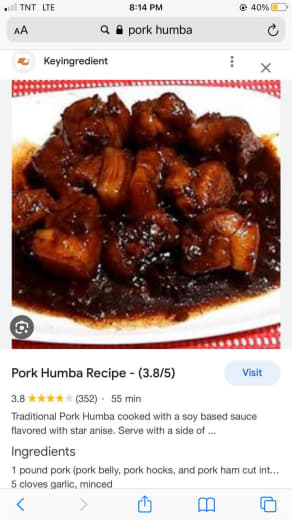 TNT LTE 8:14 PM 40%
AA pork humba
Keyingredient
Pork Humba Recipe - (3.8/5)
Visit
3.8 ★★★★★ (352) · 55 min
Traditional Pork Humba cooked with a soy based sauce
flavored with star anise. Serve with a side of ...
Ingredients
1 pound pork (pork belly, pork hocks, and pork ham cut int...
5 cloves garlic, minced